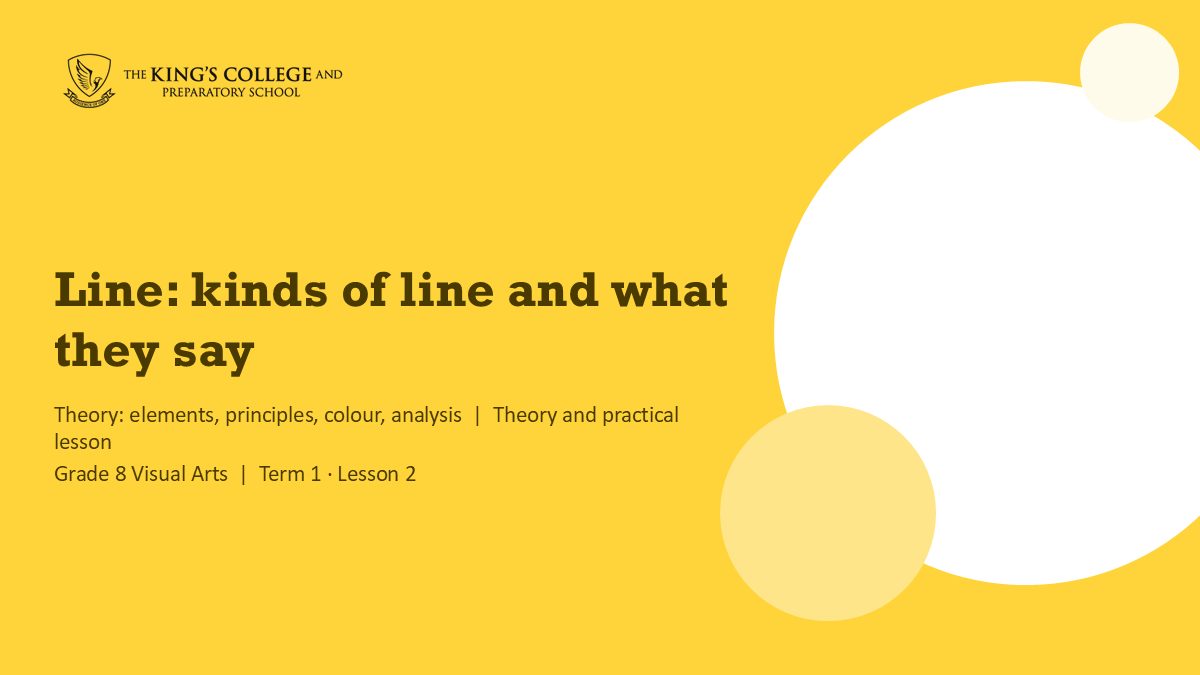 THE KING'S COLLEGE AND
PREPARATORY SCHOOL
Line: kinds of line and what
they say
Theory: elements, principles, colour, analysis | Theory and practical
lesson
Grade 8 Visual Arts | Term 1 · Lesson 2